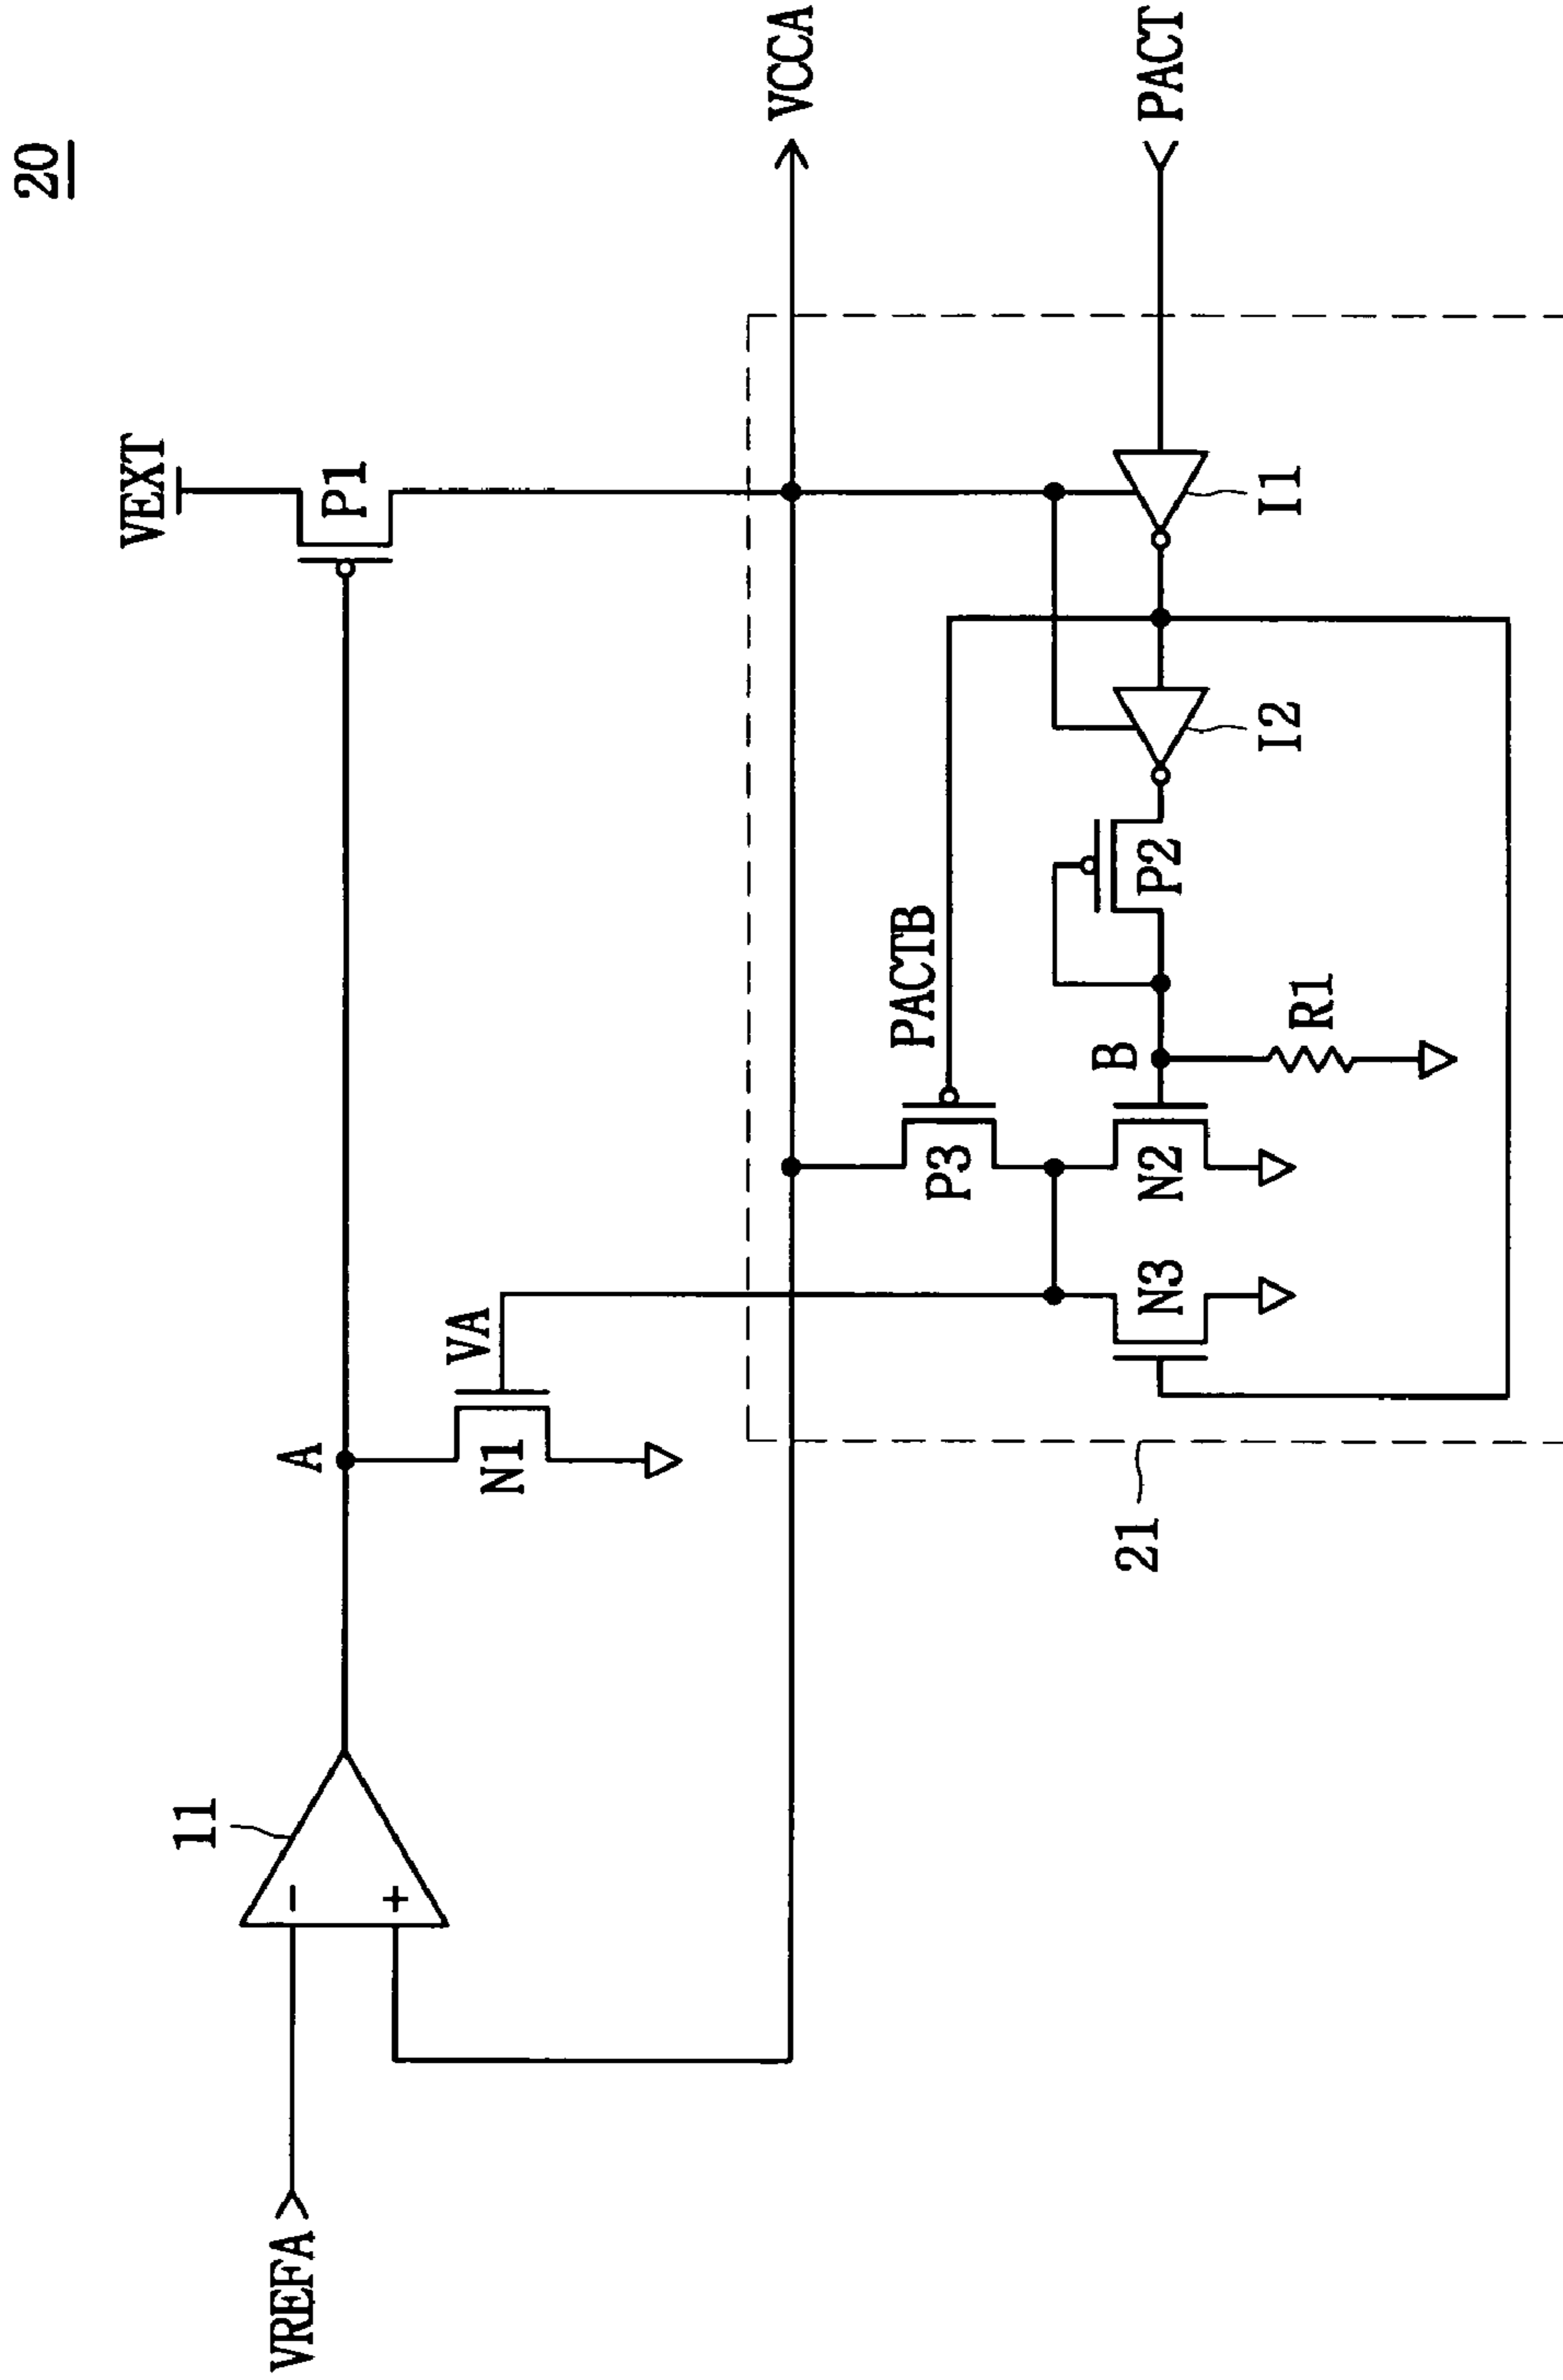 20
VEXT
P1
11
A
VREFA
VA
N1
VCCA
PACTB
P3
B
P2
N3
N2
PACT
21
I2
I1
R1